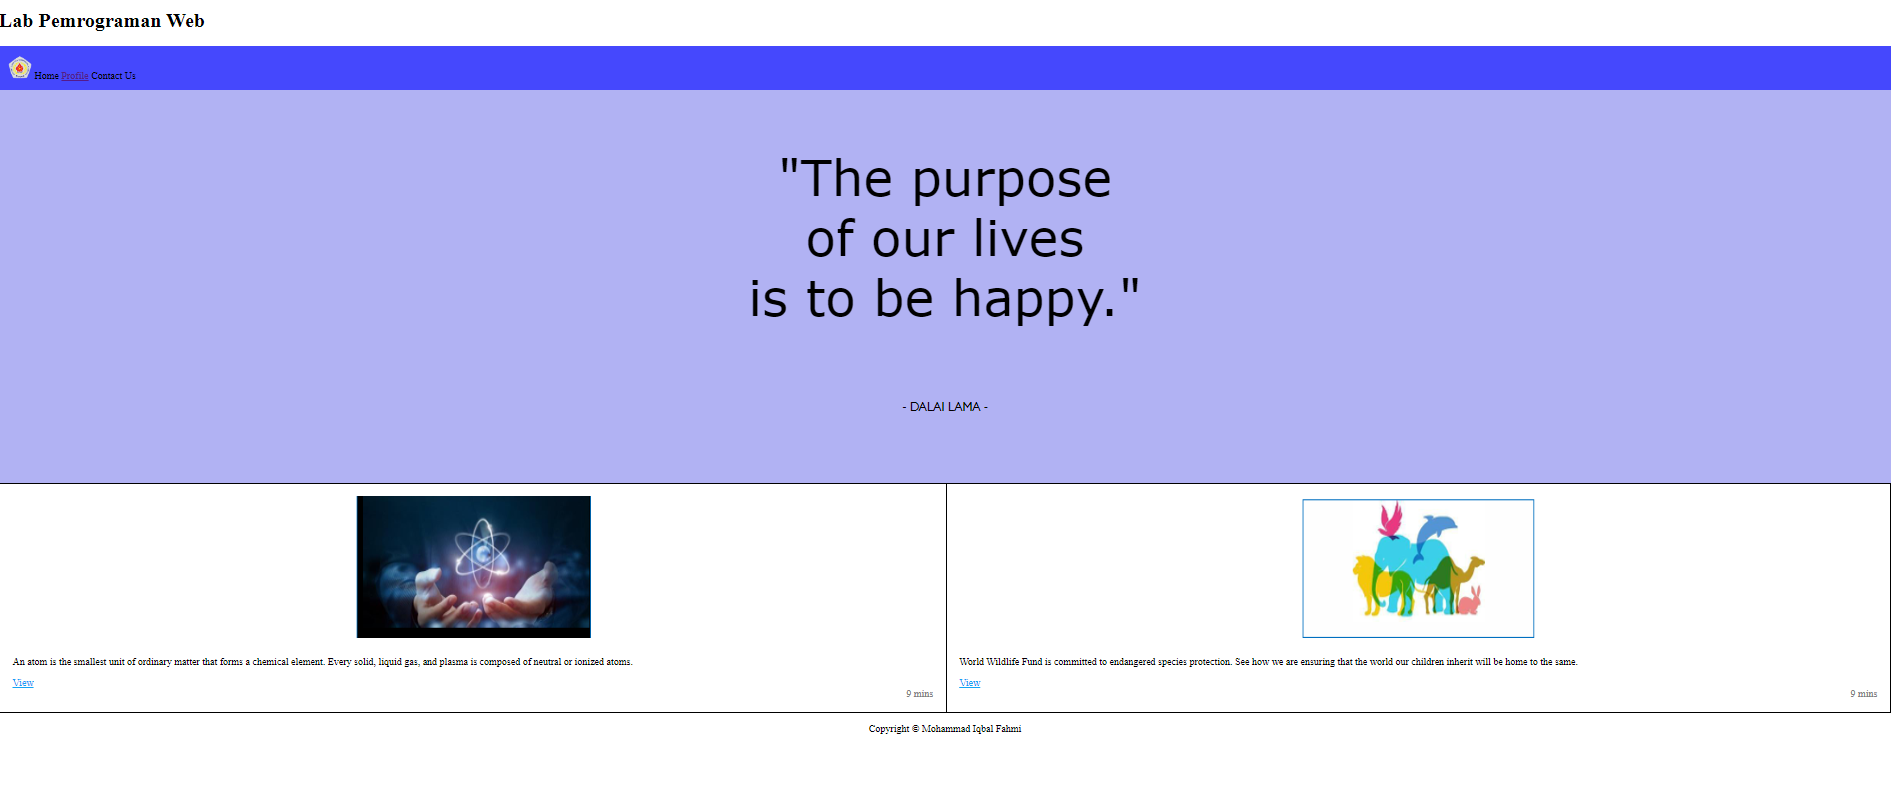 Lab Pemrograman Web
Home Profile Contact Us
"The purpose
of our lives
is to be happy."
- DALAI LAMA -
An atom is the smallest unit of ordinary matter that forms a chemical element. Every solid, liquid gas, and plasma is composed of neutral or ionized atoms.
View
9 mins
World Wildlife Fund is committed to endangered species protection. See how we are ensuring that the world our children inherit will be home to the same.
View
9 mins
Copyright © Mohammad Iqbal Fahmi